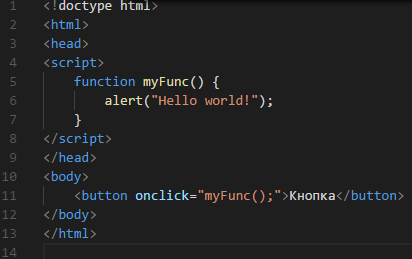 1 <!doctype html>
2 <html>
3 <head>
4 <script>
5 function myFunc() {
6 alert("Hello world!");
7 }
8 </script>
9 </head>
10 <body>
11 <button onclick="myFunc();">Кнопка</button>
12 </body>
13 </html>
14